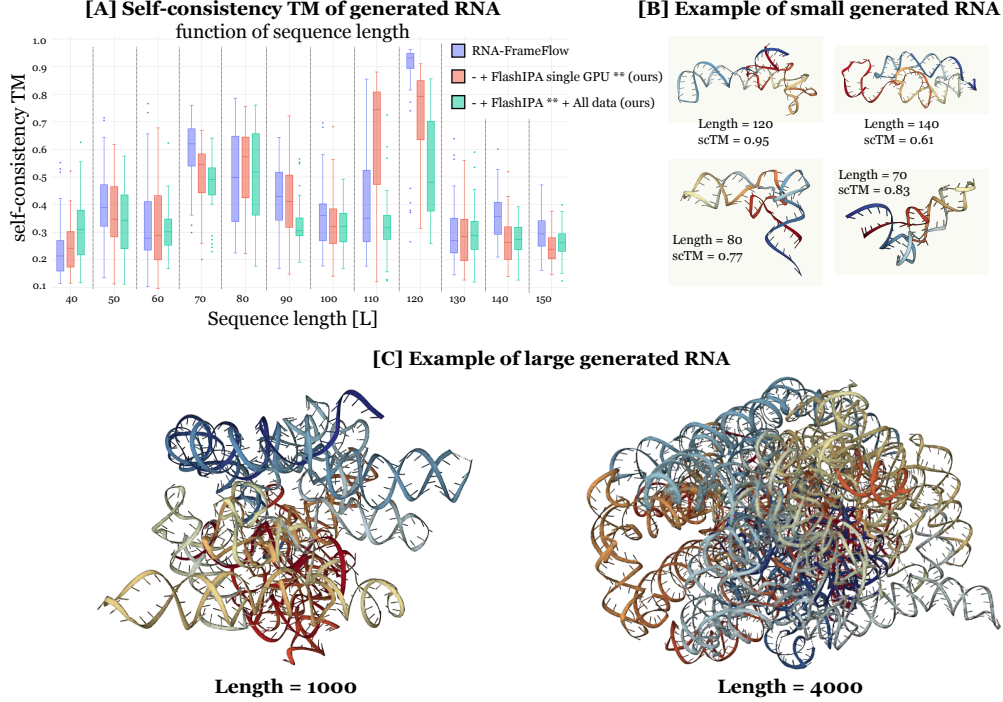 [A] Self-consistency TM of generated RNA
function of sequence length
self-consistency TM
1.0
0.9
0.8
0.7
0.6
0.5
0.4
0.3
0.2
0.1
RNA-FrameFlow
- + FlashIPA single GPU ** (ours)
- + FlashIPA ** + All data (ours)
40 50 60 70 80 90 100 110 120 130 140 150
Sequence length [L]
[B] Example of small generated RNA
Length = 120
scTM = 0.95
Length = 140
scTM = 0.61
Length = 80
scTM = 0.77
Length = 70
scTM = 0.83
[C] Example of large generated RNA
Length = 1000
Length = 4000